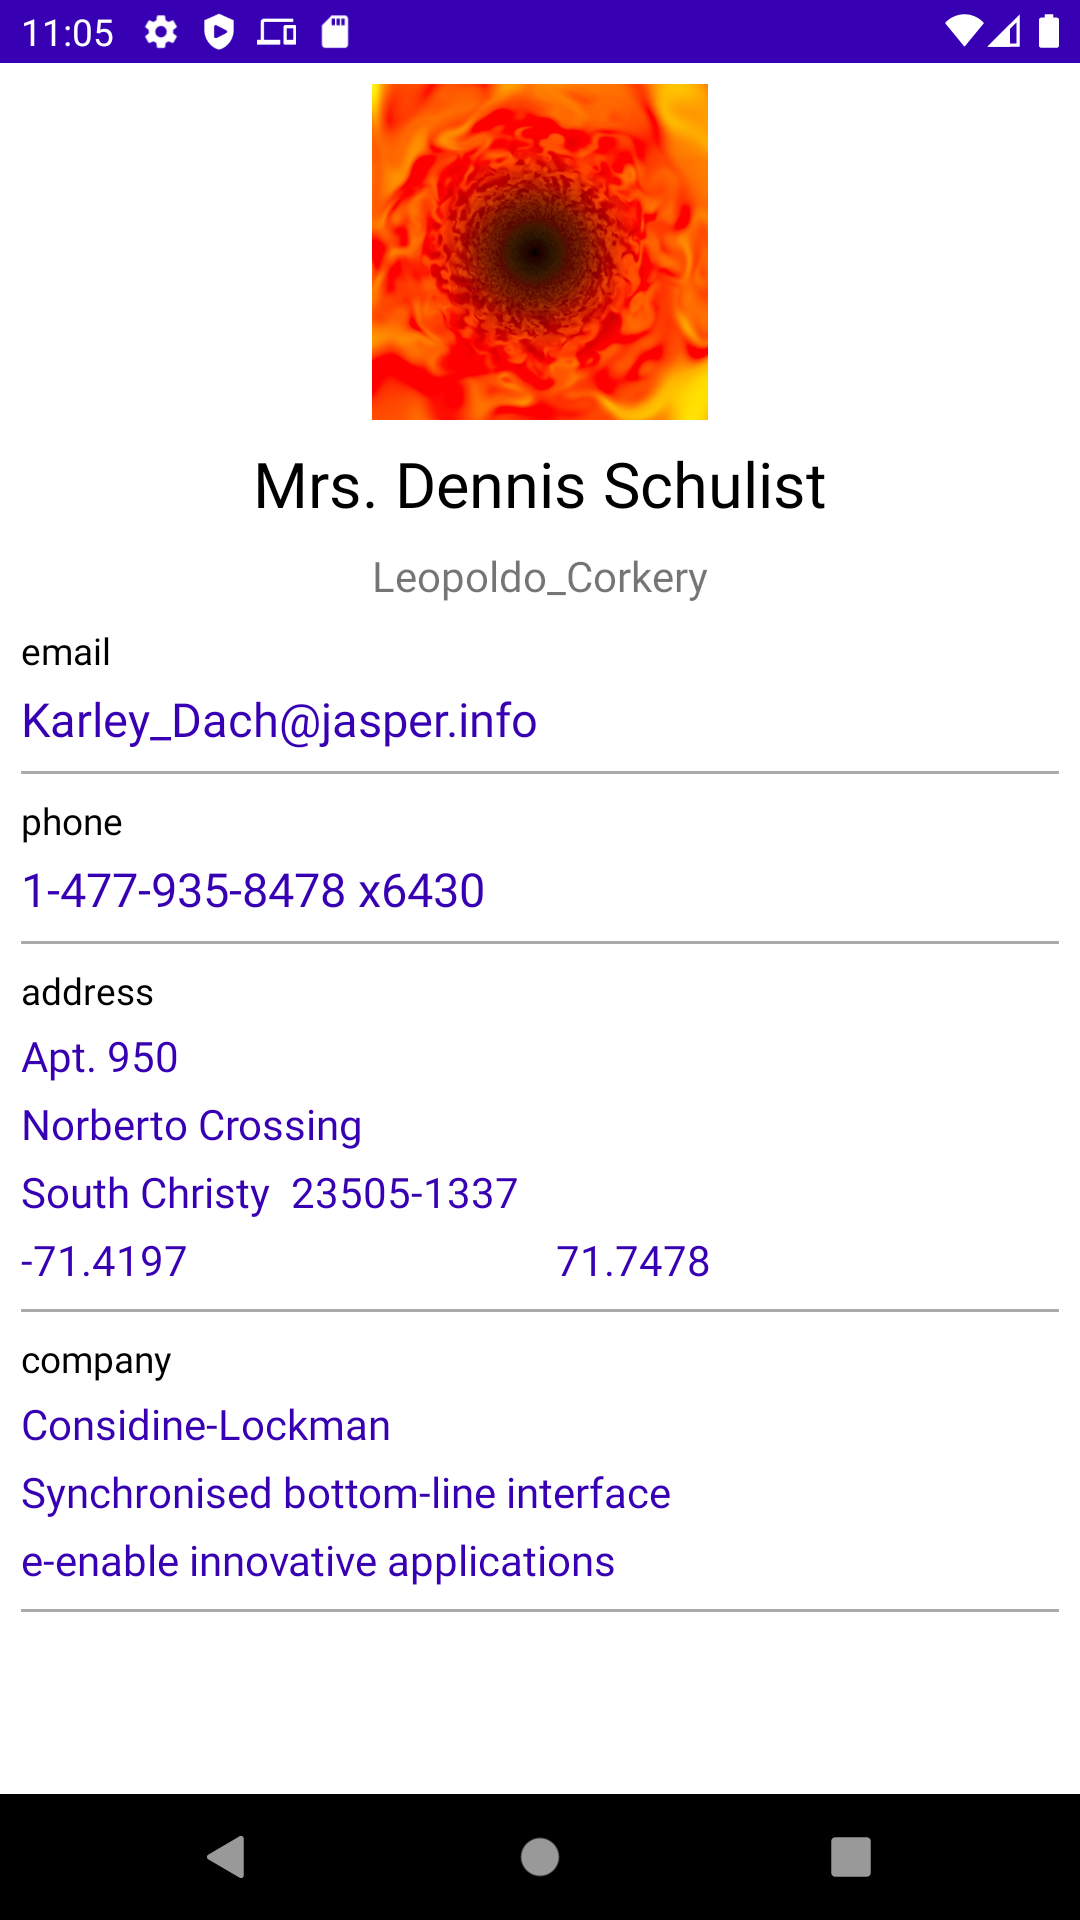 11:05
Mrs. Dennis Schulist
Leopoldo_Corkery
email
Karley_Dach@jasper.info
phone
1-477-935-8478 x6430
address
Apt. 950
Norberto Crossing
South Christy 23505-1337
-71.4197 71.7478
company
Considine-Lockman
Synchronised bottom-line interface
e-enable innovative applications